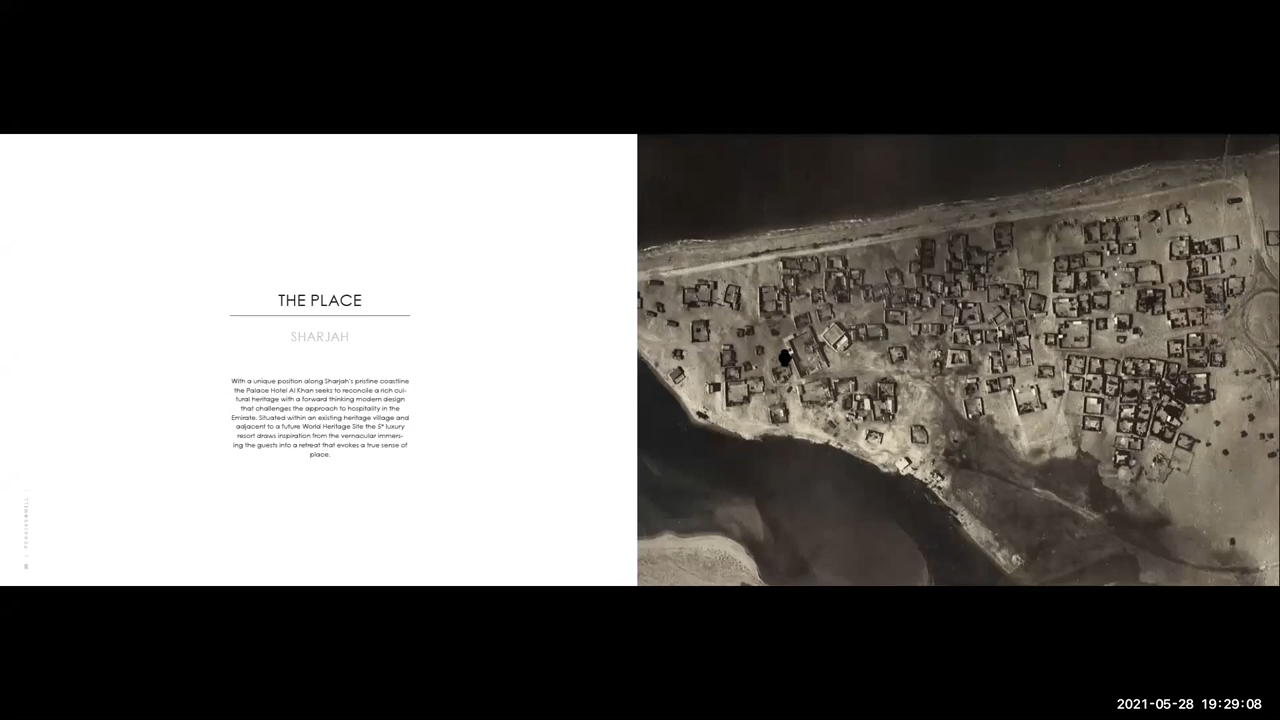 THE PLACE
SHARJAH
With a unique position along Sharjah's pristine coastline
the Palace Hotel Al Khan seeks to reconcile a rich cul-
tural heritage with a forward thinking modern design
that challenges the approach to hospitality in the
Emirate. Situated within an existing heritage village and
adjacent to a future World Heritage Site the 5* luxury
resort draws inspiration from the vernacular immers-
ing the guests into a retreat that evokes a true sense of
place.
2021-05-28 19:29:08